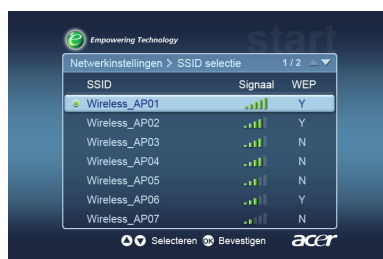 Empowering Technology
start
Netwerkinstellingen > SSID selectie 1/2
SSID Signaal WEP
Wireless_AP01 Y
Wireless_AP02 Y
Wireless_AP03 N
Wireless_AP04 N
Wireless_AP05 N
Wireless_AP06 Y
Wireless_AP07 N
Selecteren OK Bevestigen acer